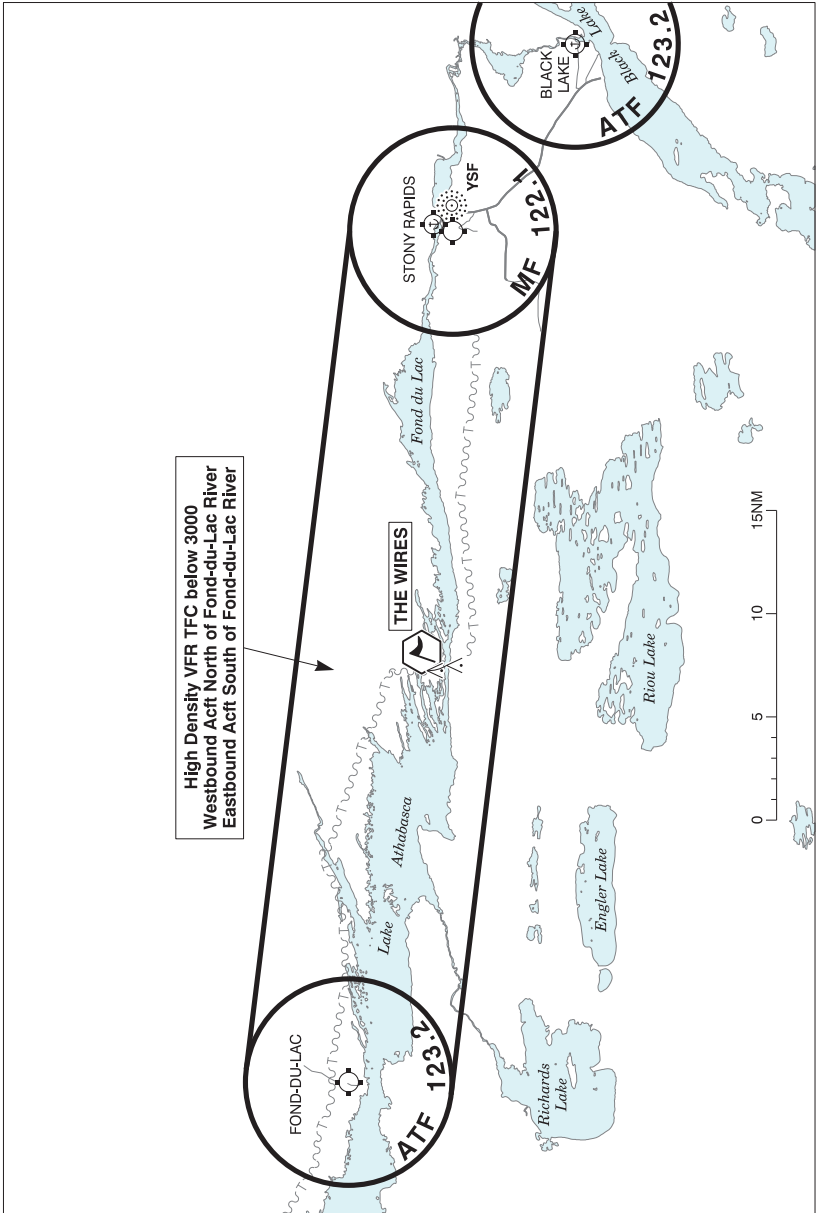 High Density VFR TFC below 3000
Westbound Acft North of Fond-du-Lac River
Eastbound Acft South of Fond-du-Lac River
FOND-DU-LAC
ATF 123.2
Lake
Athabasca
THE WIRES
Fond du Lac
STONY RAPIDS
YSF
MF 122.1
BLACK
LAKE
Black Lake
ATF 123.2
Richards
Lake
Engler Lake
Riou Lake
0 5 10 15NM
T T T T T T T T T T T T